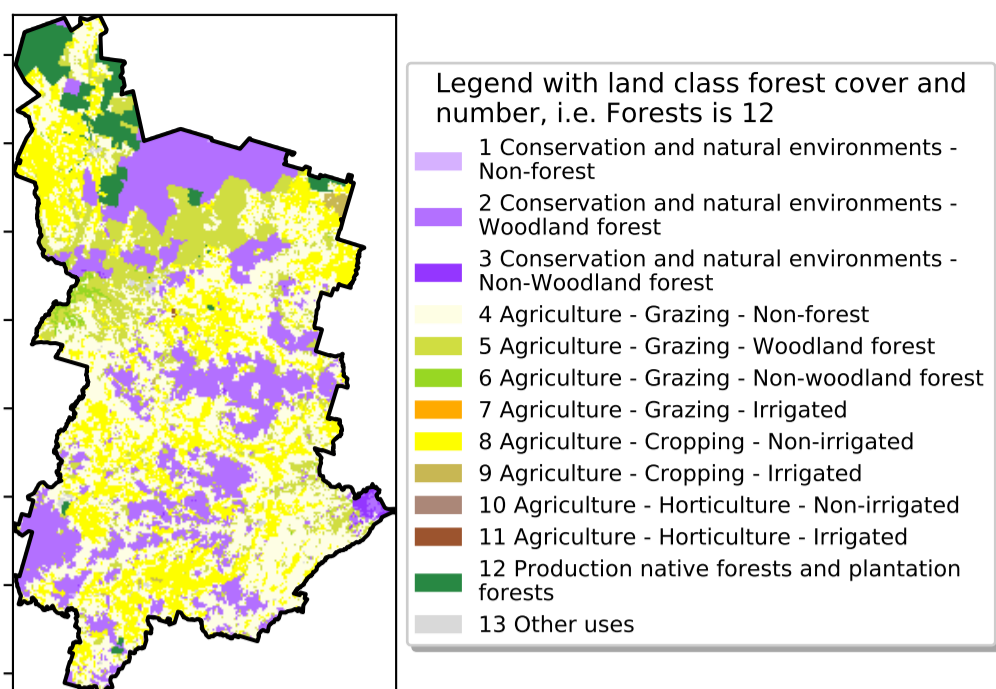 Legend with land class forest cover and
number, i.e. Forests is 12
1 Conservation and natural environments -
Non-forest
2 Conservation and natural environments -
Woodland forest
3 Conservation and natural environments -
Non-Woodland forest
4 Agriculture - Grazing - Non-forest
5 Agriculture - Grazing - Woodland forest
6 Agriculture - Grazing - Non-woodland forest
7 Agriculture - Grazing - Irrigated
8 Agriculture - Cropping - Non-irrigated
9 Agriculture - Cropping - Irrigated
10 Agriculture - Horticulture - Non-irrigated
11 Agriculture - Horticulture - Irrigated
12 Production native forests and plantation
forests
13 Other uses